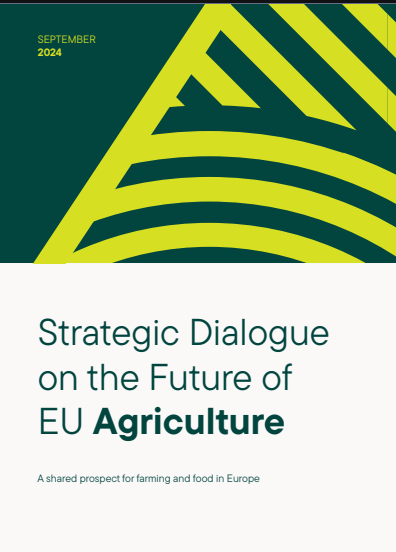 SEPTEMBER
2024
Strategic Dialogue
on the Future of
EU Agriculture
A shared prospect for farming and food in Europe